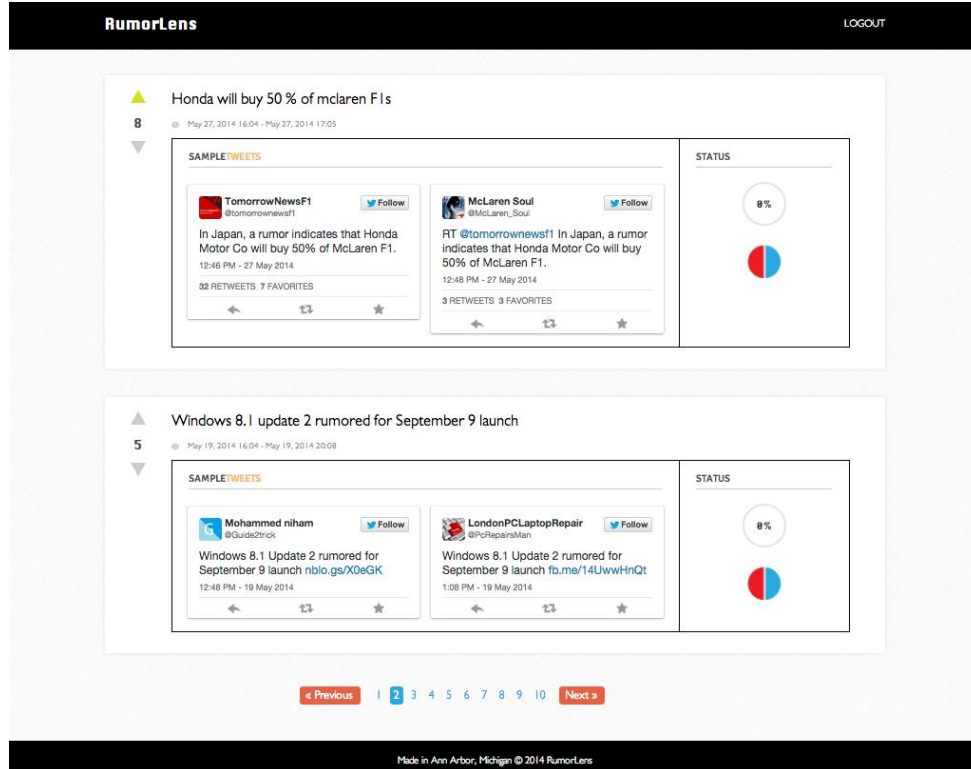 RumorLens
LOGOUT
Honda will buy 50 % of mclaren F1s
8
May 27, 2014 16:04 - May 27, 2014 17:05
SAMPLETWEETS
STATUS
TomorrowNewsF1
@tomorrownewsf1
Follow
In Japan, a rumor indicates that Honda
Motor Co will buy 50% of McLaren F1.
12:46 PM - 27 May 2014
32 RETWEETS 7 FAVORITES
McLaren Soul
@McLaren_Soul
Follow
RT @tomorrownewsf1 In Japan, a rumor
indicates that Honda Motor Co will buy
50% of McLaren F1.
12:48 PM - 27 May 2014
3 RETWEETS 3 FAVORITES
0%
Windows 8.1 update 2 rumored for September 9 launch
5
May 19, 2014 16:04 - May 19, 2014 20:08
SAMPLETWEETS
STATUS
G
Mohammed niham
@Guide2trick
Follow
Windows 8.1 Update 2 rumored for
September 9 launch nblo.gs/X0eGK
12:48 PM - 19 May 2014
LondonPCLaptopRepair
@PcRepairsMan
Follow
Windows 8.1 Update 2 rumored for
September 9 launch fb.me/14UwwHnQt
1:08 PM - 19 May 2014
0%
« Previous 1 2 3 4 5 6 7 8 9 10 Next »
Made in Ann Arbor, Michigan © 2014 RumorLens